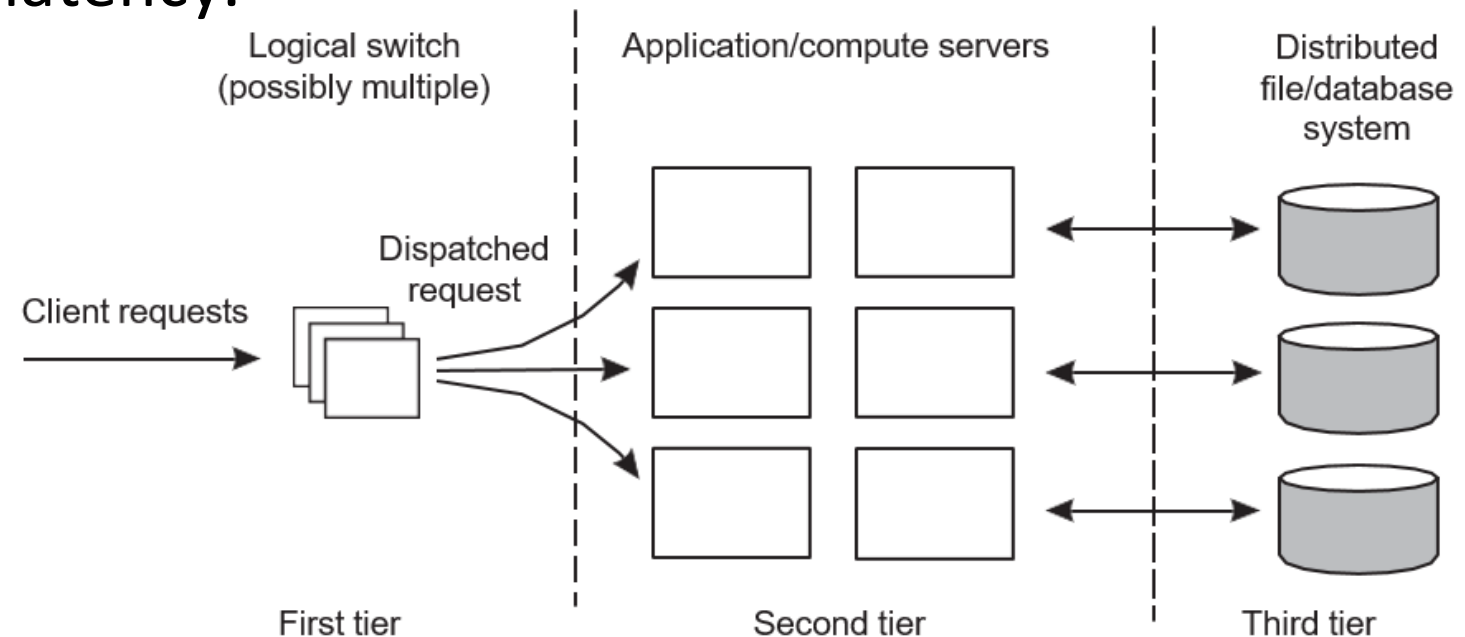 latency.
Logical switch
(possibly multiple)
Application/compute servers
Distributed
file/database
system
Dispatched
request
Client requests
First tier
Second tier
Third tier